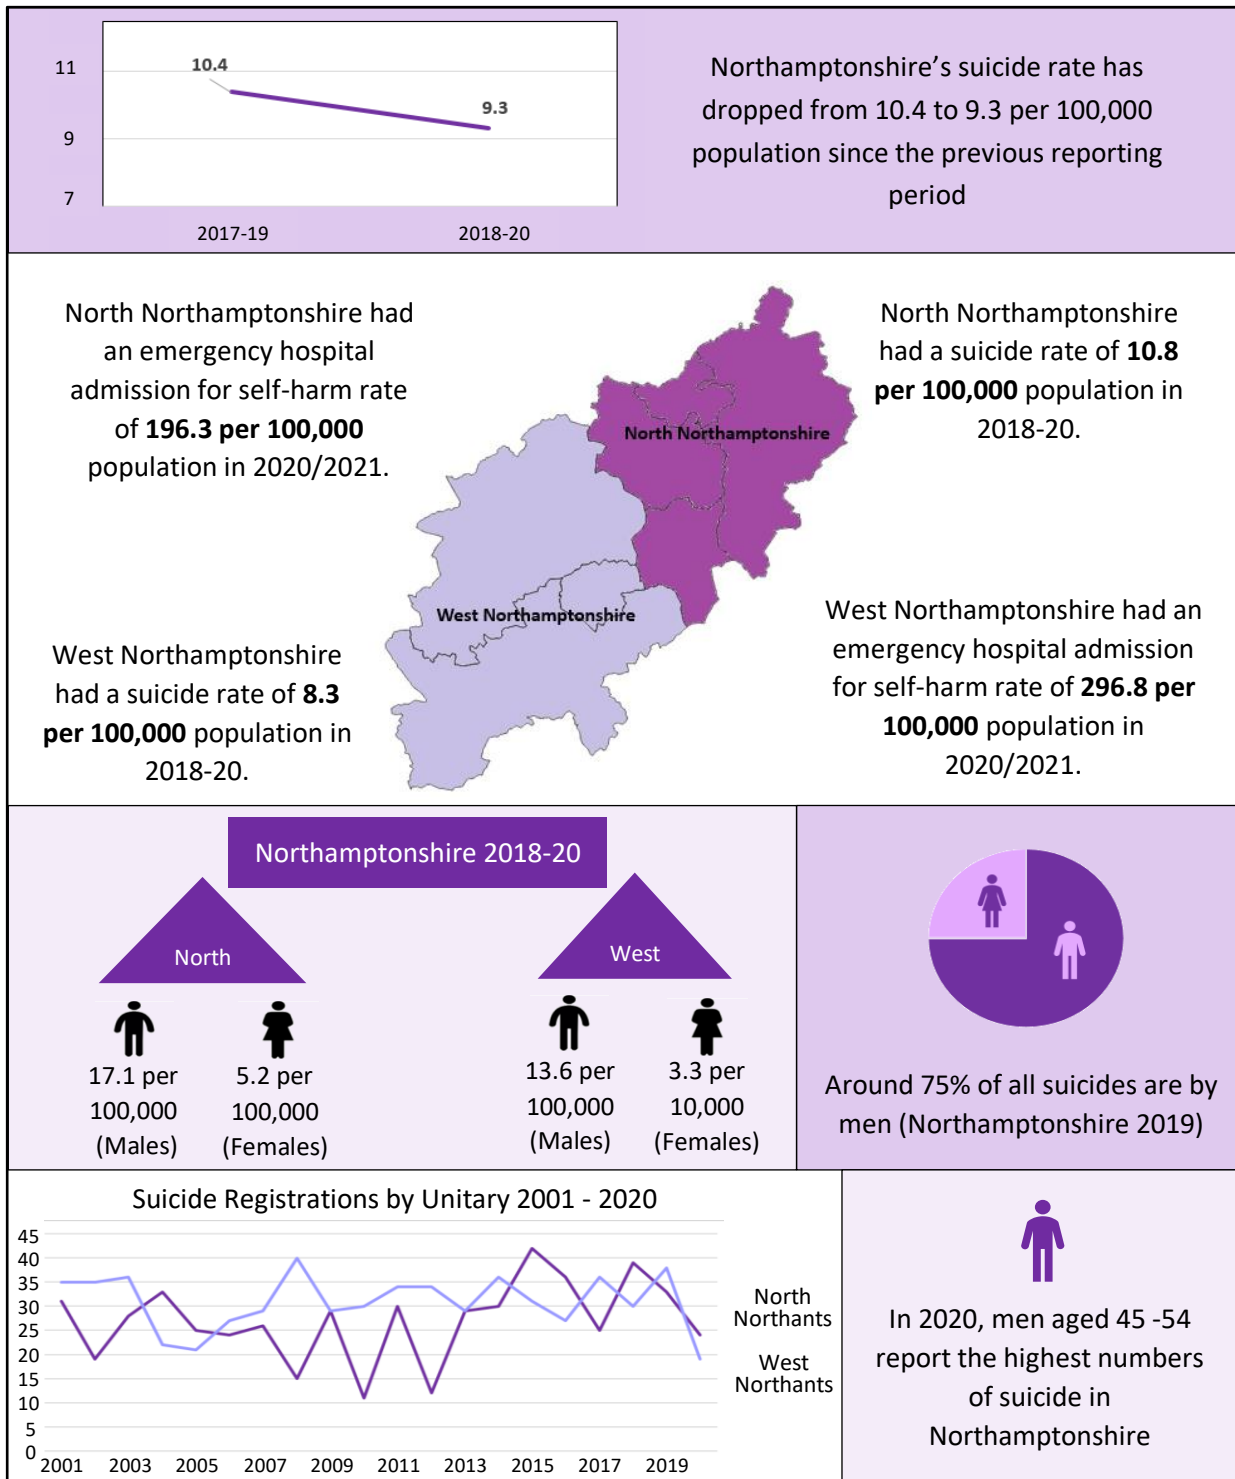 11
9
7
10.4
9.3
2017-19
2018-20
Northamptonshire’s suicide rate has
dropped from 10.4 to 9.3 per 100,000
population since the previous reporting
period
North Northamptonshire had
an emergency hospital
admission for self-harm rate
of 196.3 per 100,000
population in 2020/2021.
North Northamptonshire
had a suicide rate of 10.8
per 100,000 population in
2018-20.
North Northamptonshire
West Northamptonshire
West Northamptonshire
had a suicide rate of 8.3
per 100,000 population in
2018-20.
West Northamptonshire had an
emergency hospital admission
for self-harm rate of 296.8 per
100,000 population in
2020/2021.
Northamptonshire 2018-20
North
West
17.1 per
100,000
(Males)
5.2 per
100,000
(Females)
13.6 per
100,000
(Males)
3.3 per
10,000
(Females)
Around 75% of all suicides are by
men (Northamptonshire 2019)
Suicide Registrations by Unitary 2001 - 2020
45
40
35
30
25
20
15
10
5
0
2001 2003 2005 2007 2009 2011 2013 2015 2017 2019
North
Northants
West
Northants
In 2020, men aged 45 -54
report the highest numbers
of suicide in
Northamptonshire